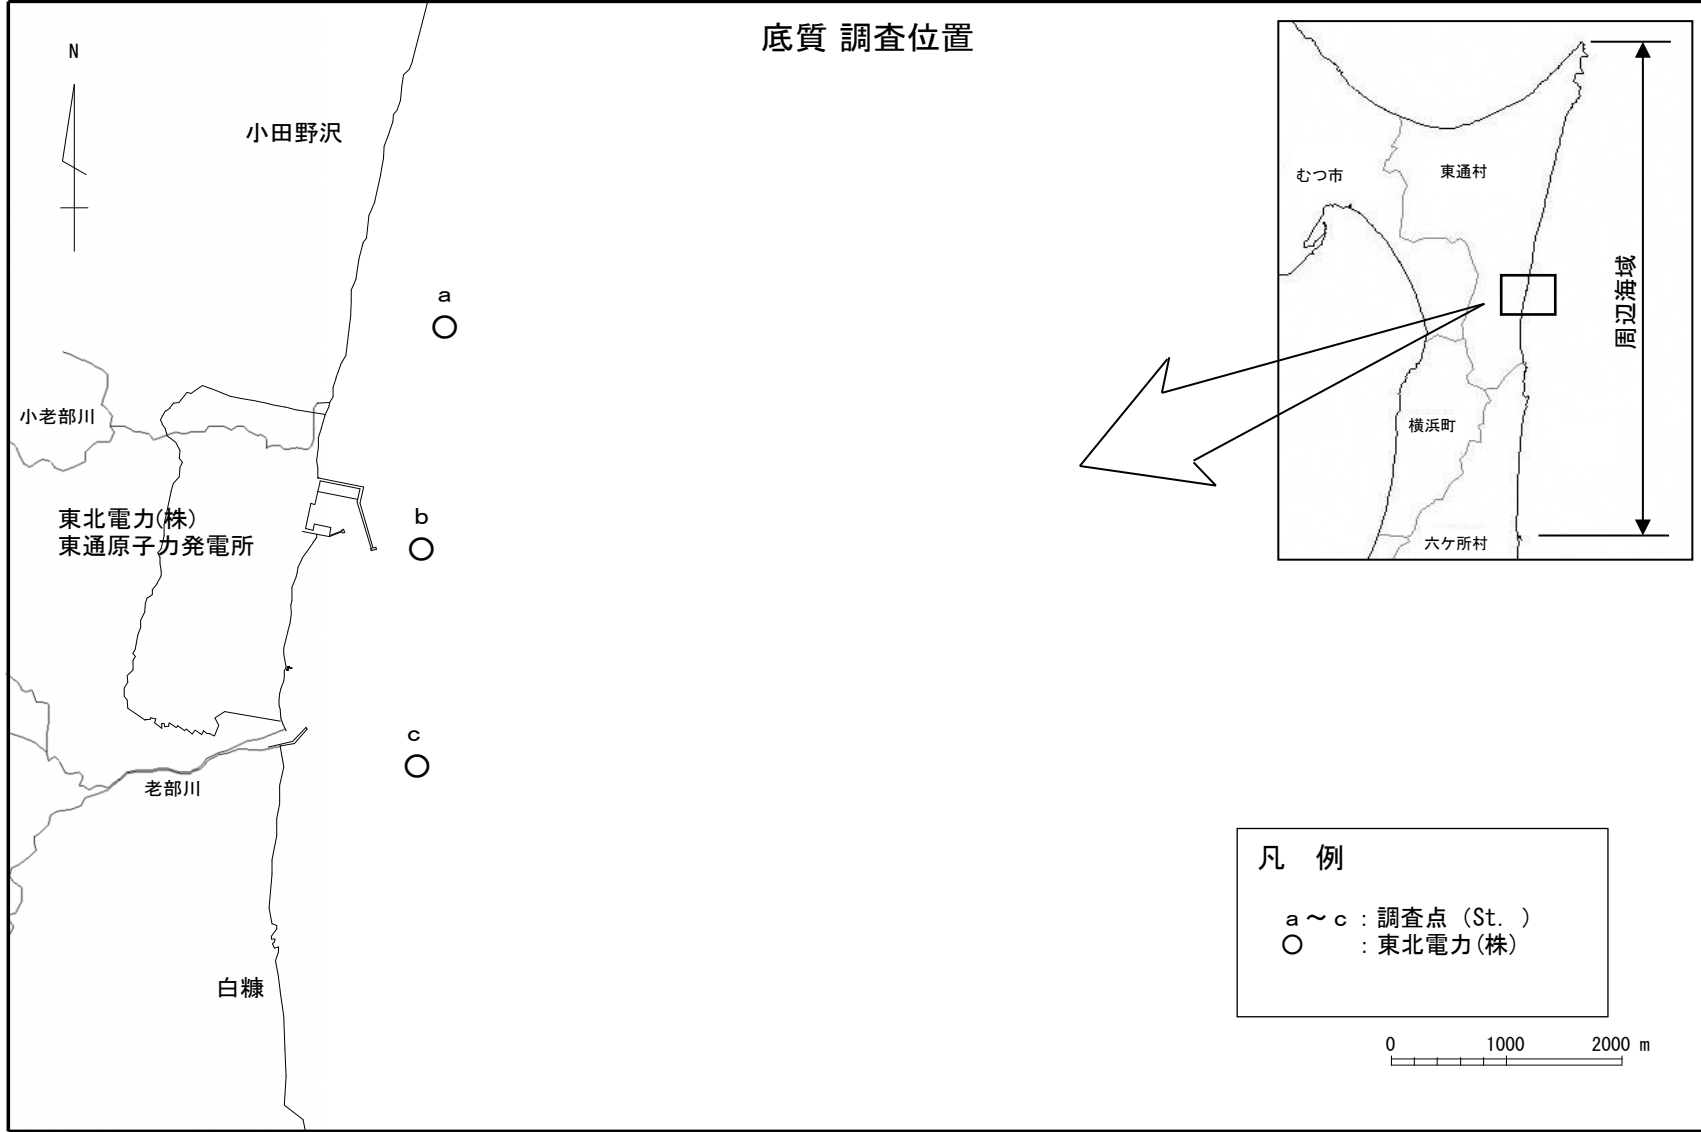 底質 調査位置
N
小田野沢
a
小老部川
東北電力(株)
東通原子力発電所
b
c
老部川
白糠
むつ市
東通村
周辺海域
横浜町
六ケ所村
凡 例
a~c:調査点(St. )
○ :東北電力(株)
0 1000 2000 m